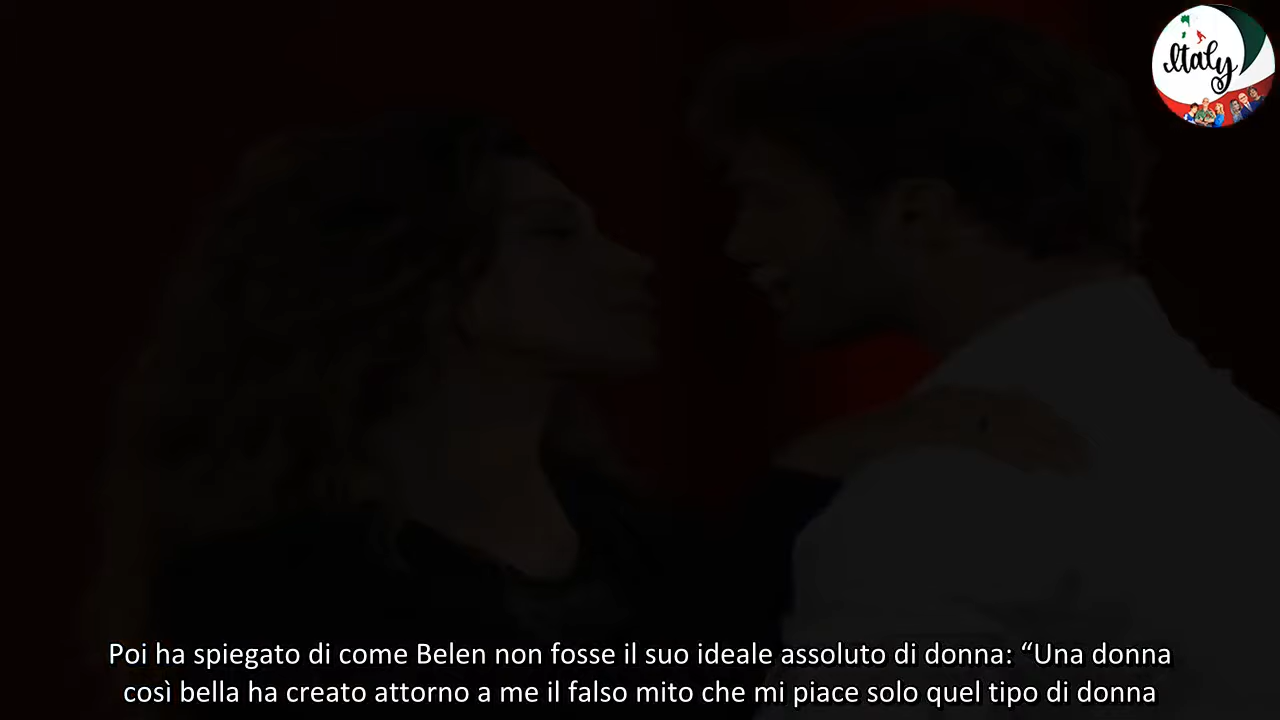 Italy
Poi ha spiegato di come Belen non fosse il suo ideale assoluto di donna: “Una donna
così bella ha creato attorno a me il falso mito che mi piace solo quel tipo di donna